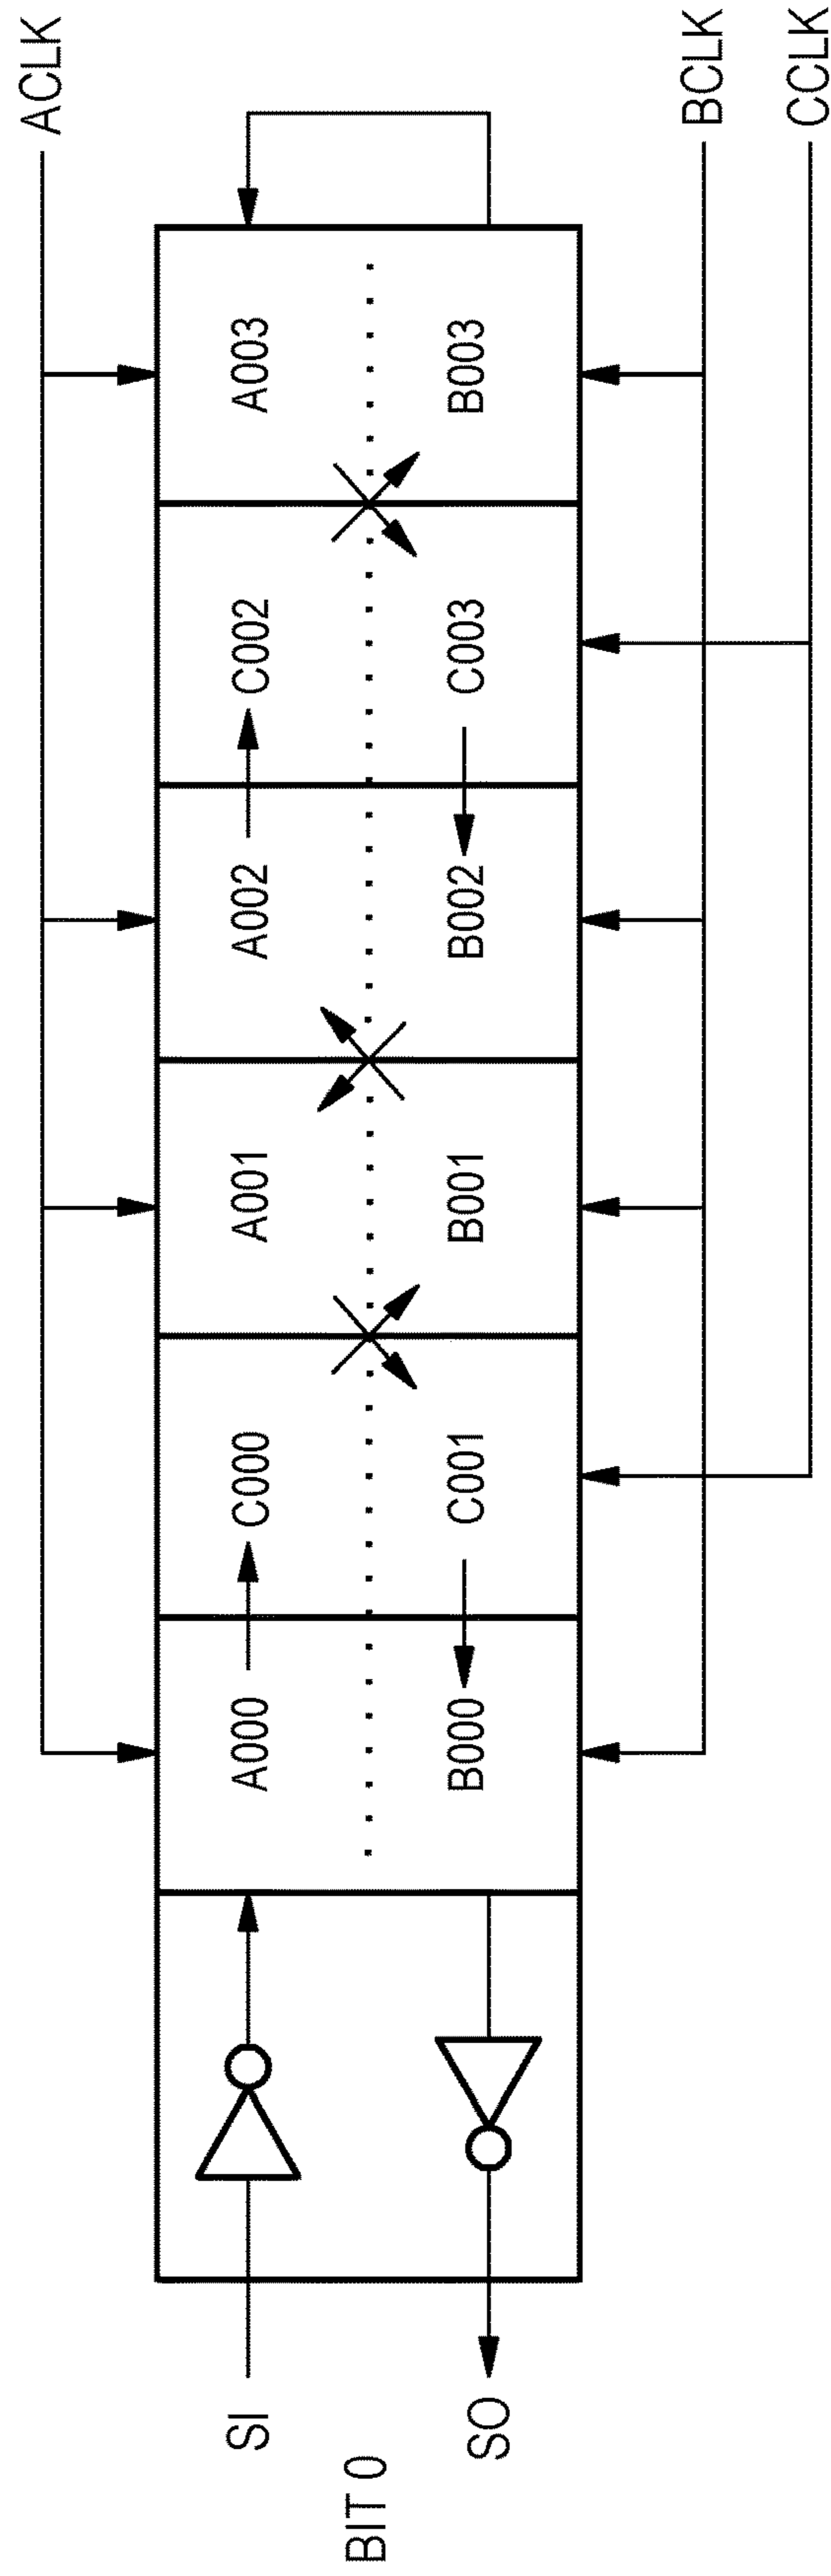 ACLK
A000
C000
A001
A002
C002
A003
SI
BIT 0
SO
B000
C001
B001
B002
C003
B003
BCLK
CCLK